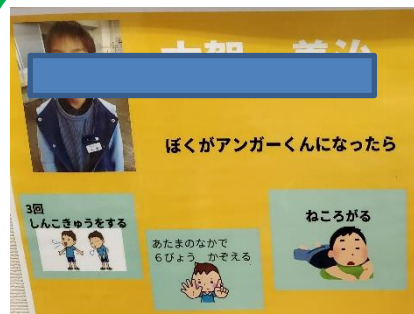 ぼくがアンガーくんになったら
3回
しんこきゅうをする
あたまのなかで
6びょう かぞえる
ねころがる